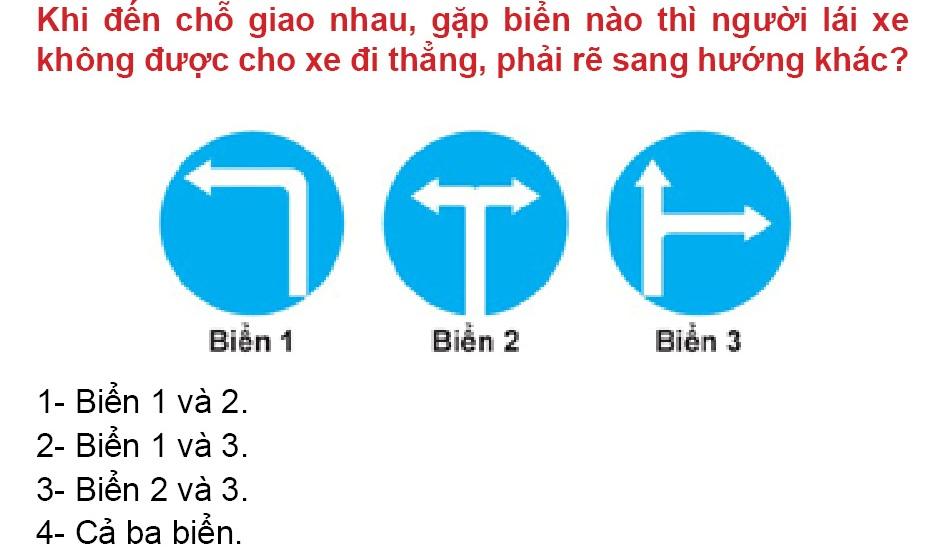 Khi đến chỗ giao nhau, gặp biển nào thì người lái xe
không được cho xe đi thẳng, phải rẽ sang hướng khác?
Biển 1
Biển 2
Biển 3
1- Biển 1 và 2.
2- Biển 1 và 3.
3- Biển 2 và 3.
4- Cả ba biển.